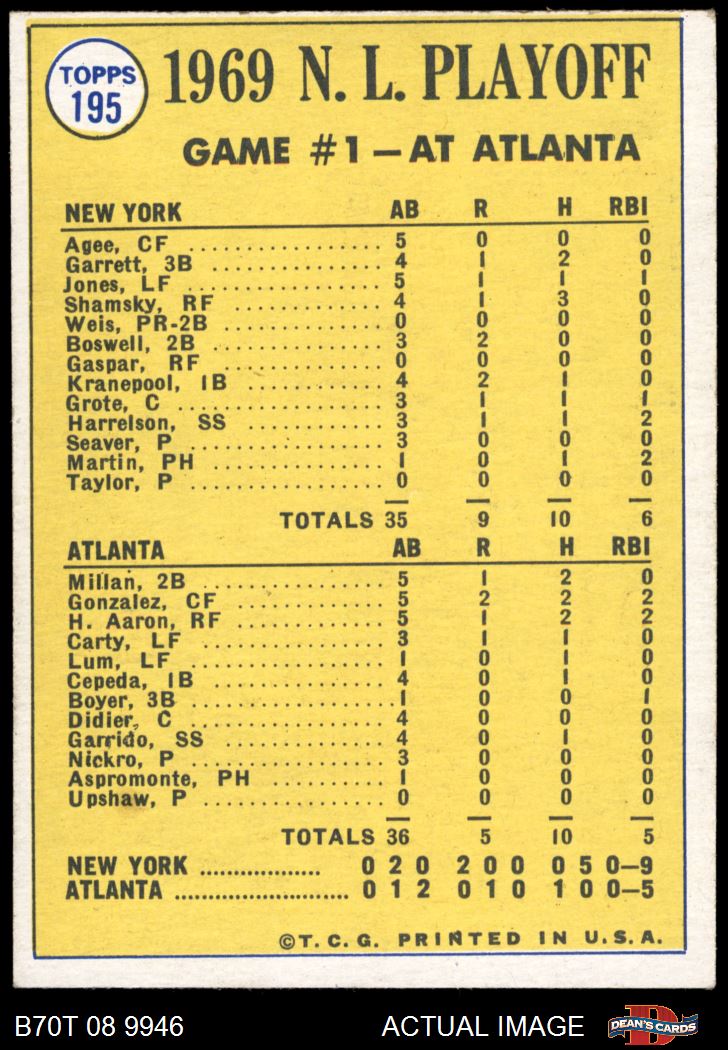 TOPPS
195
1969 N. L. PLAYOFF
GAME #1 — AT ATLANTA
NEW YORK AB R H RBI
Agee, CF .................... 5 0 0 0
Garrett, 3B .................. 4 1 2 0
Jones, LF .................... 5 1 1 1
Shamsky, RF ................ 4 1 3 0
Weis, PR-2B ................ 0 0 0 0
Boswell, 2B ................. 3 2 0 0
Gaspar, RF .................. 0 0 0 0
Kranepool, 1B .............. 4 2 1 0
Grote, C ..................... 3 1 1 1
Harrelson, SS ............... 3 1 1 2
Seaver, P .................... 3 0 0 0
Martin, PH .................. 1 0 1 2
Taylor, P .................... 0 0 0 0
TOTALS 35 9 10 6
ATLANTA AB R H RBI
Millan, 2B .................. 5 1 2 0
Gonzalez, CF ............... 5 2 2 2
H. Aaron, RF ............... 5 1 2 2
Carty, LF .................... 3 1 1 0
Lum, LF ..................... 1 0 1 0
Cepeda, 1B ................. 4 0 1 0
Boyer, 3B ................... 1 0 0 1
Didier, C .................... 4 0 0 0
Garrido, SS ................. 4 0 1 0
Nickro, P .................... 3 0 0 0
Aspromonte, PH ............ 1 0 0 0
Upshaw, P .................. 0 0 0 0
TOTALS 36 5 10 5
NEW YORK .................. 0 2 0 2 0 0 0 5 0—9
ATLANTA ......................... 0 1 2 0 1 0 1 0 0—5
©T.C.G. PRINTED IN U.S.A.
B70T 08 9946 ACTUAL IMAGE D DEAN'S CARDS